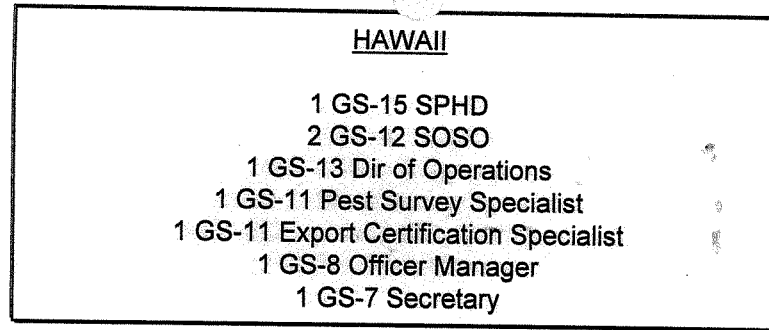 HAWAII
1 GS-15 SPHD
2 GS-12 SOSO
1 GS-13 Dir of Operations
1 GS-11 Pest Survey Specialist
1 GS-11 Export Certification Specialist
1 GS-8 Officer Manager
1 GS-7 Secretary